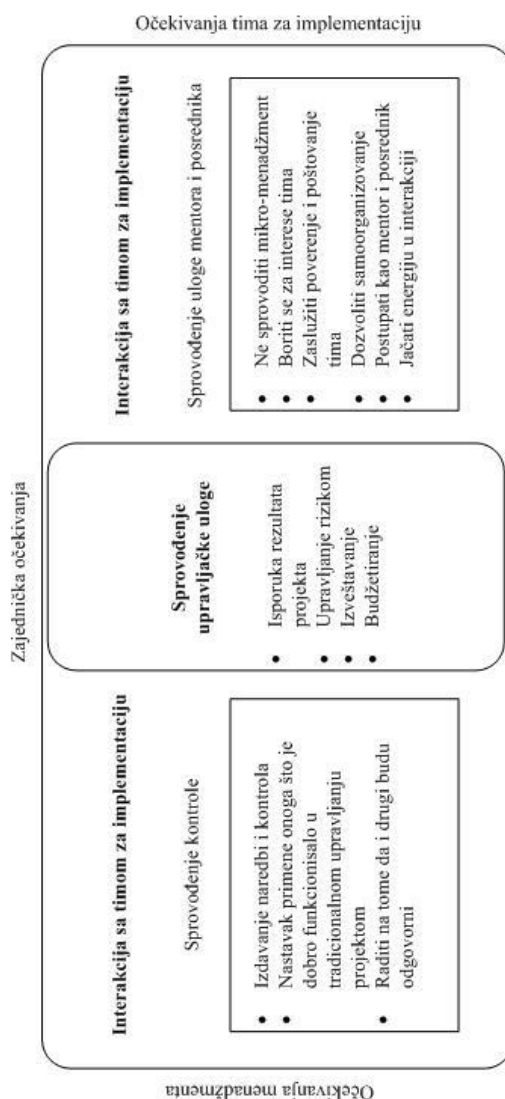 Zajednička očekivanja
Očekivanja menadžmenta
Interakcija sa timom za implementaciju
Sprovođenje kontrole
• Izdavanje naredbi i kontrola
• Nastavak primene onoga što je
dobro funkcionisalo u
tradicionalnom upravljanju
projektom
• Raditi na tome da i drugi budu
odgovorni
Sprovođenje
upravljačke uloge
• Isporuka rezultata
projekta
• Upravljanje rizikom
• Izveštavanje
• Budžetiranje
Interakcija sa timom za implementaciju
Sprovođenje uloge mentora i posrednika
• Ne sprovoditi mikro-menadžment
• Boriti se za interese tima
• Zaslužiti poverenje i poštovanje
tima
• Dozvoliti samoorganizovanje
• Postupati kao mentor i posrednik
• Jačati energiju u interakciji
Očekivanja tima za implementaciju